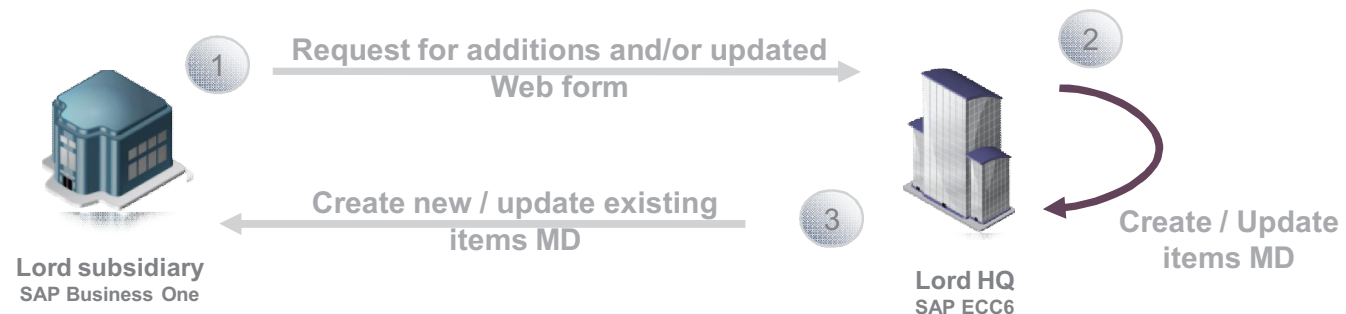 1
Request for additions and/or updated
Web form
2
Create new / update existing
items MD
3
Create / Update
items MD
Lord subsidiary
SAP Business One
Lord HQ
SAP ECC6